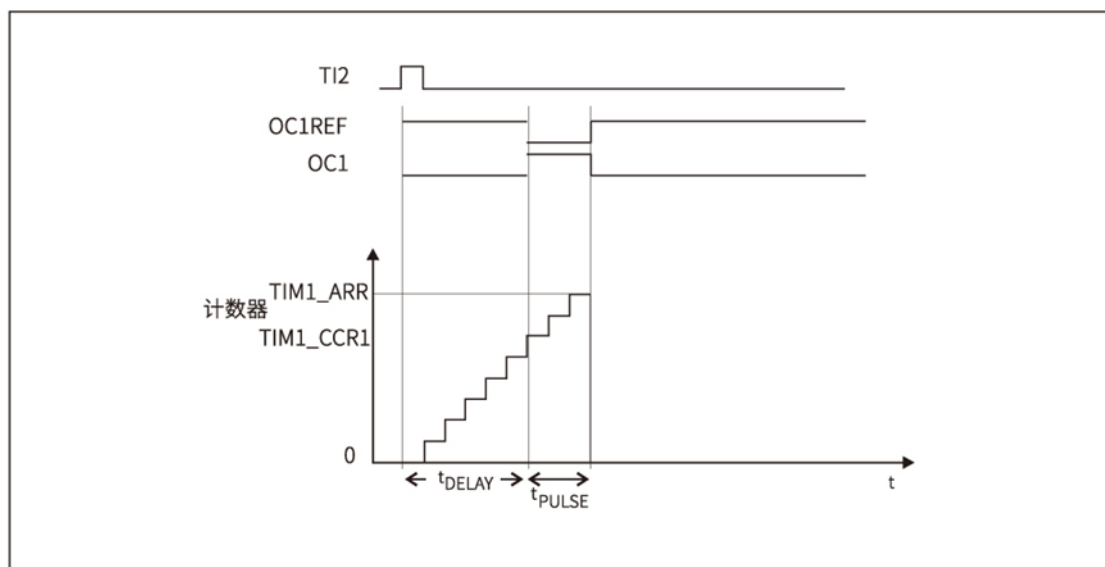 TI2
OC1REF
OC1
TIM1_ARR
计数器
TIM1_CCR1
0
tDELAY
tPULSE
t